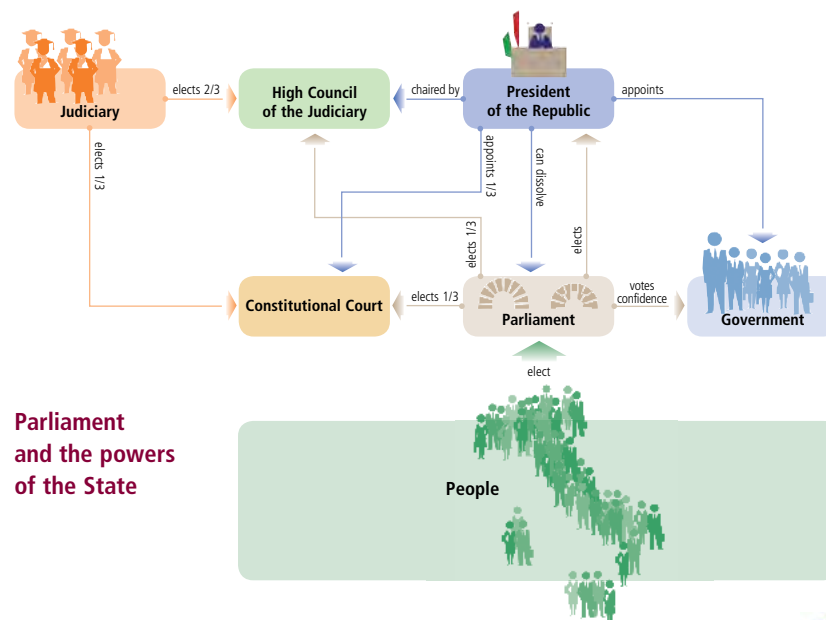 elects 2/3
High Council
of the Judiciary
chaired by
President
of the Republic
appoints
Judiciary
elects 1/3
appoints 1/3
can dissolve
elects 1/3
elects
Constitutional Court
elects 1/3
Parliament
votes
confidence
Government
elect
Parliament
and the powers
of the State
People